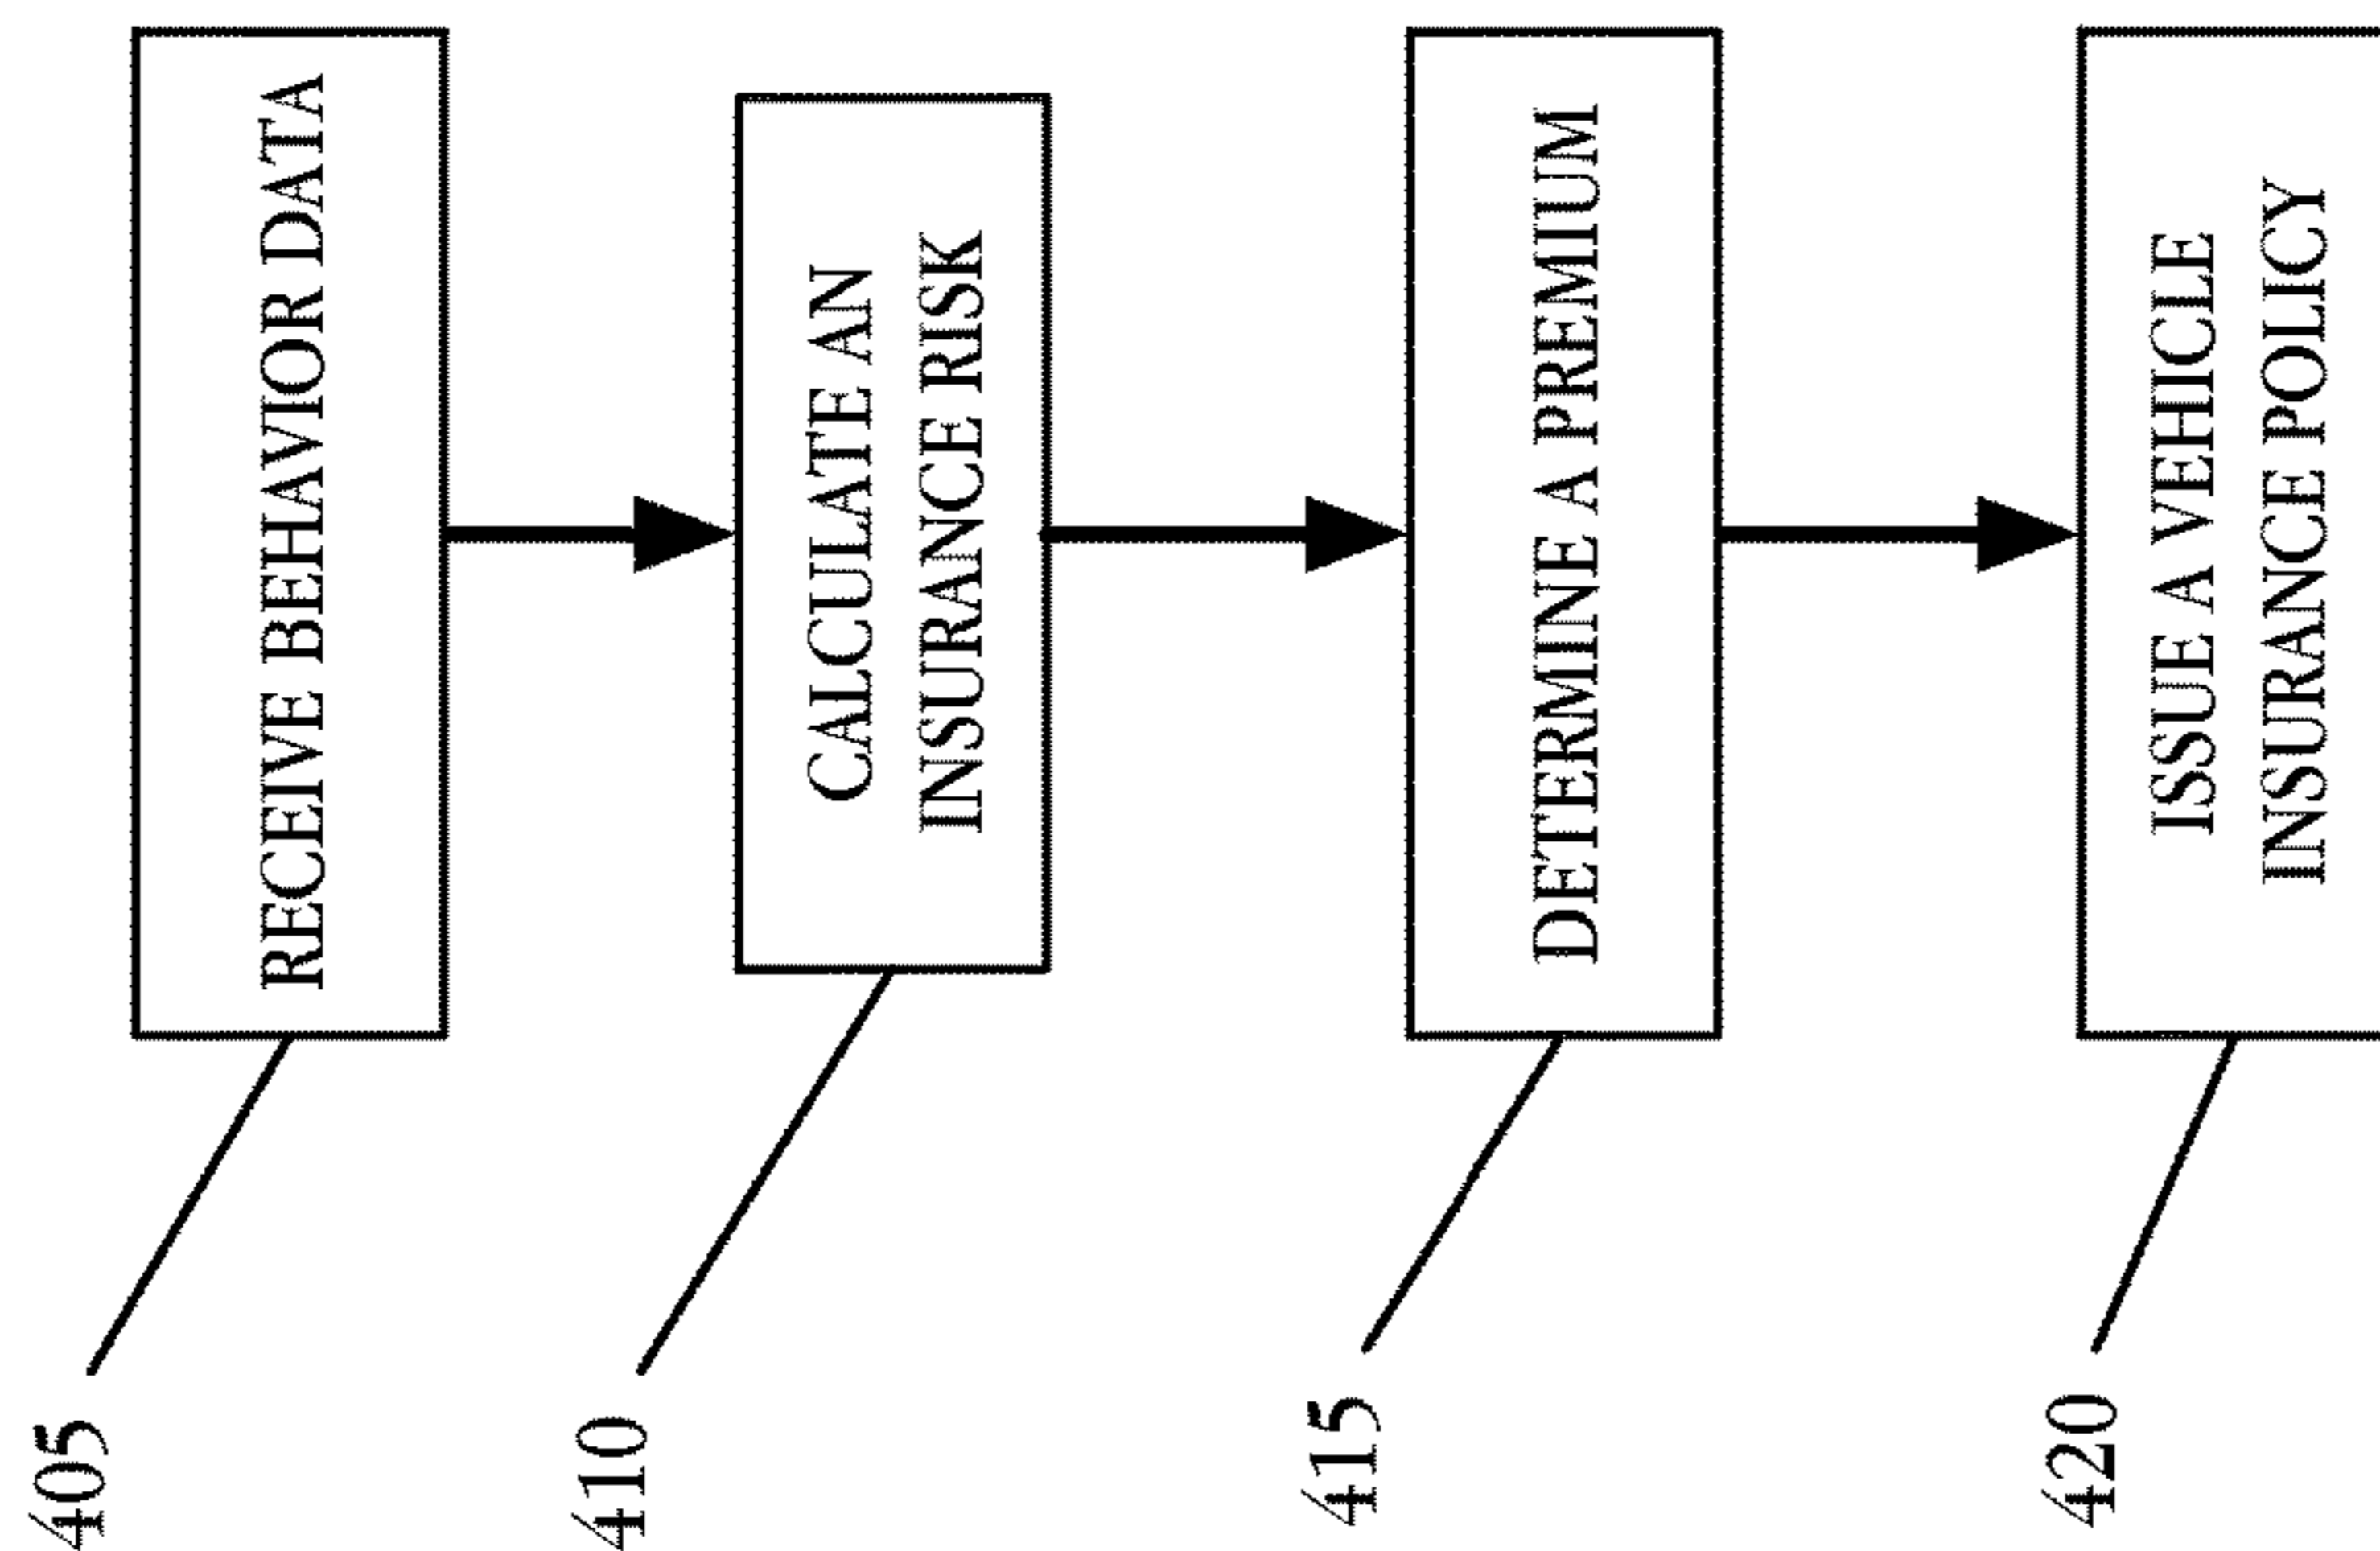 405
RECEIVE BEHAVIOR DATA
410
CALCULATE AN
INSURANCE RISK
415
DETERMINE A PREMIUM
420
ISSUE A VEHICLE
INSURANCE POLICY